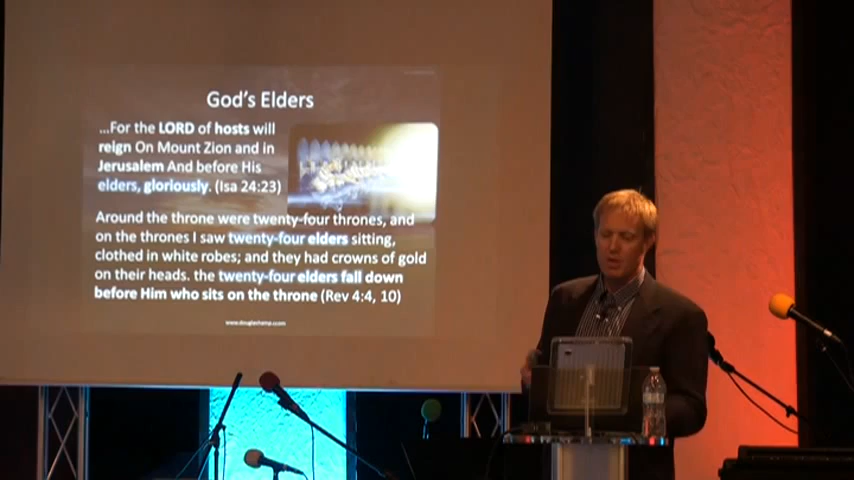 God's Elders
...For the LORD of hosts will
reign On Mount Zion and in
Jerusalem And before His
elders, gloriously. (Isa 24:23)
Around the throne were twenty-four thrones, and
on the thrones I saw twenty-four elders sitting,
clothed in white robes; and they had crowns of gold
on their heads. the twenty-four elders fall down
before Him who sits on the throne (Rev 4:4, 10)